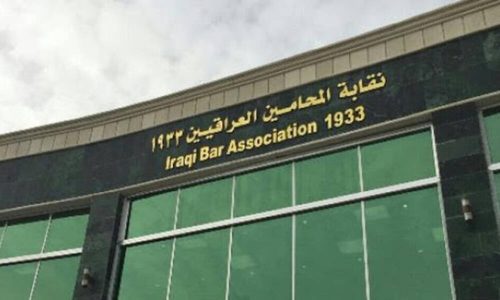 نقابة المحامين العراقيين ١٩٣٣
Iraqi Bar Association 1933